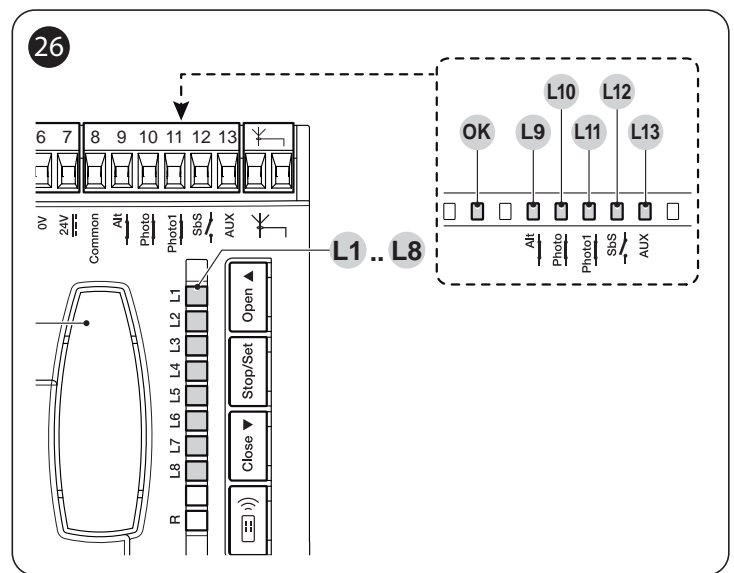 26
6 7 8 9 10 11 12 13
0V
24V
Common
Alt
Photo
Photo1
SbS
AUX
L1 .. L8
L1
L2
L3
L4
L5
L6
L7
L8
R
Open ▲
Stop/Set
Close ▼
OK
L9
L10
L11
L12
L13
Alt
Photo
Photo1
SbS
AUX